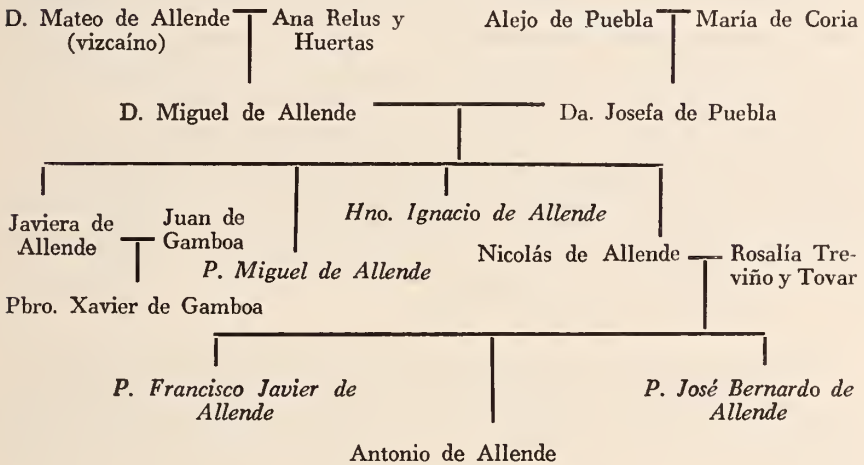 D. Mateo de Allende Ana Relus y Alejo de Puebla María de Coria
(vizcaíno) Huertas
D. Miguel de Allende Da. Josefa de Puebla
Javiera de Allende
Juan de Gamboa
Hno. Ignacio de Allende
P. Miguel de Allende
Nicolás de Allende
Rosalía Tre-
viño y Tovar
Pbro. Xavier de Gamboa
P. Francisco Javier de
Allende
P. José Bernardo de
Allende
Antonio de Allende